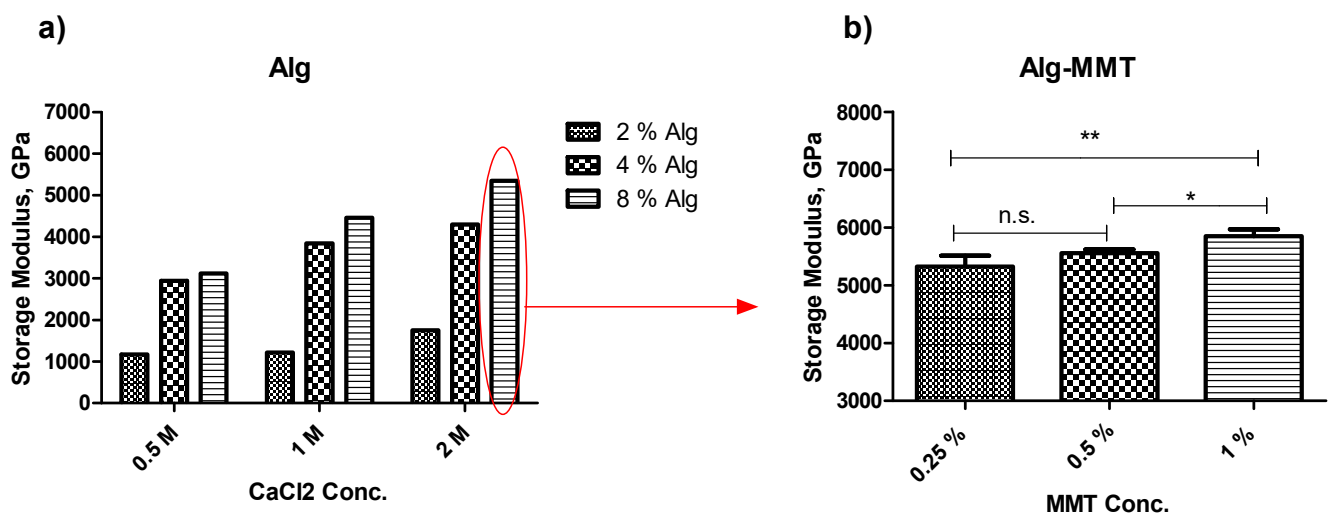 a)
Alg
Storage Modulus, GPa
7000
6000
5000
4000
3000
2000
1000
0
0.5 M
1 M
2 M
CaCl2 Conc.
2 % Alg
4 % Alg
8 % Alg
b)
Alg-MMT
Storage Modulus, GPa
8000
7000
6000
5000
4000
3000
**
*
n.s.
0.25 %
0.5 %
1 %
MMT Conc.